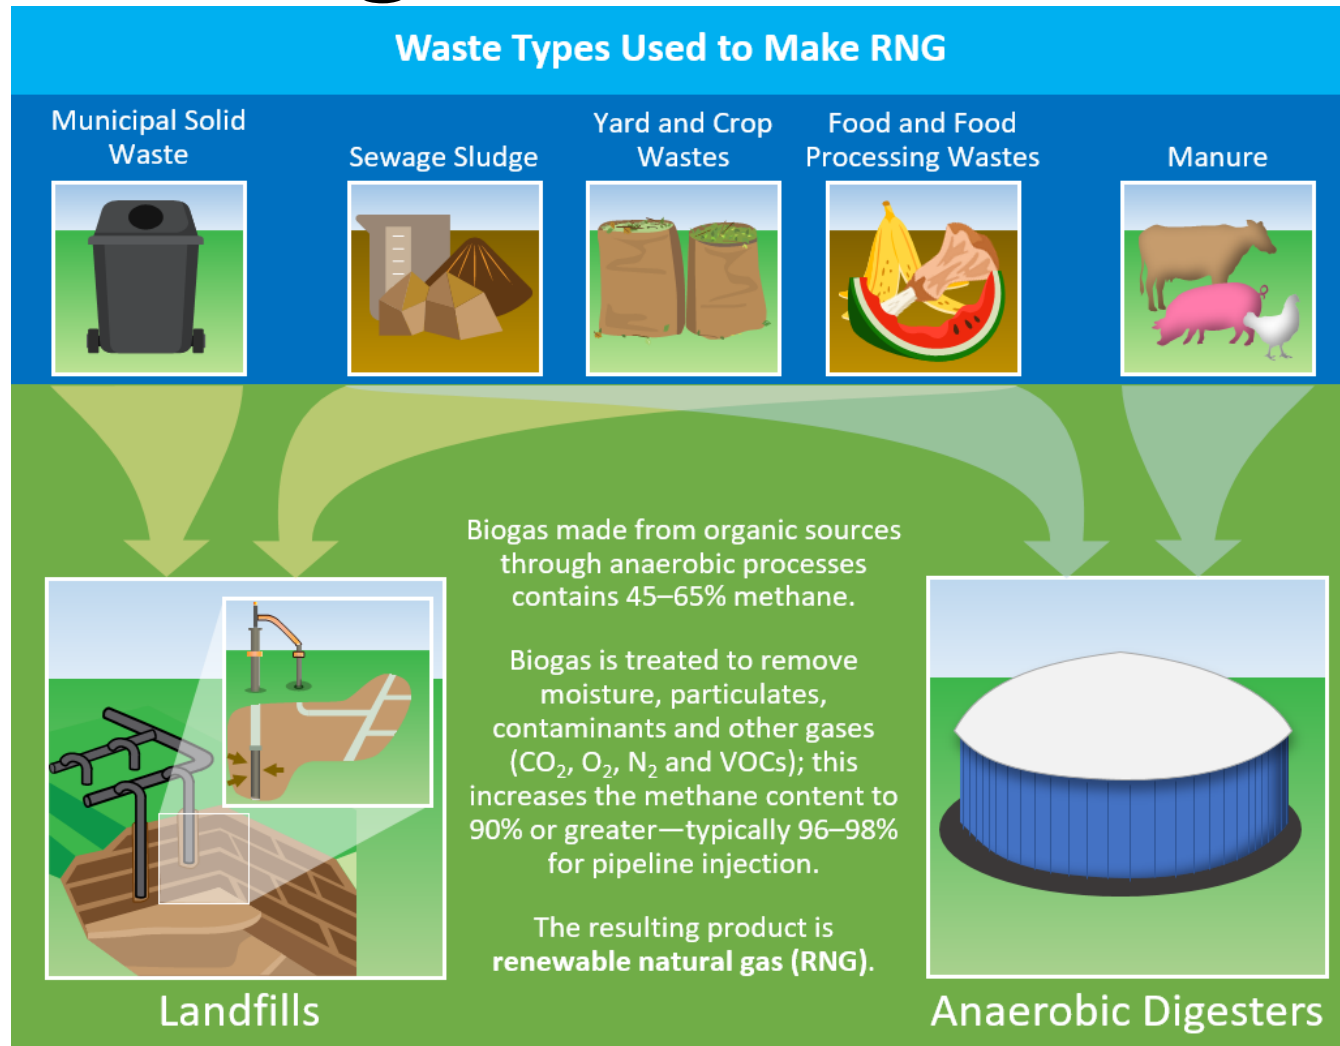 Waste Types Used to Make RNG
Municipal Solid
Waste
Sewage Sludge
Yard and Crop
Wastes
Food and Food
Processing Wastes
Manure
Biogas made from organic sources
through anaerobic processes
contains 45–65% methane.
Biogas is treated to remove
moisture, particulates,
contaminants and other gases
(CO₂, O₂, N₂ and VOCs); this
increases the methane content to
90% or greater—typically 96–98%
for pipeline injection.
The resulting product is
renewable natural gas (RNG).
Landfills
Anaerobic Digesters